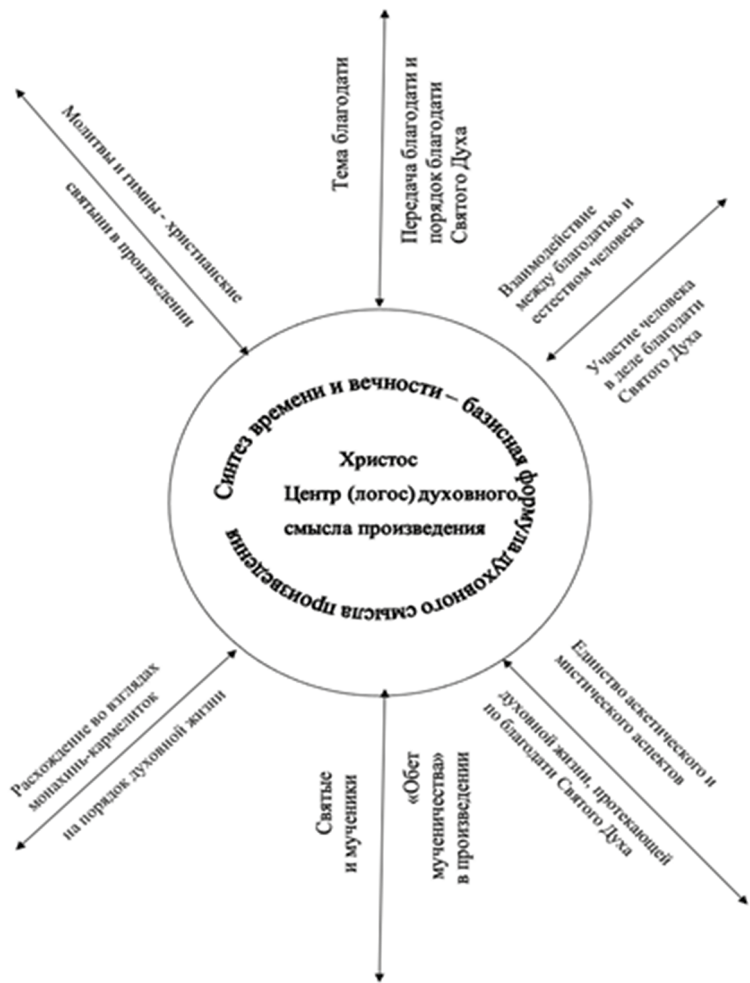 Молитвы и гимны - христианские
святыни в произведении
Тема благодати
Передача благодати и
порядок благодати
Святого Духа
Взаимодействие
между благодатью и
естеством человека
Участие человека
в деле благодати
Святого Духа
Синтез времени и вечности – базисная формула духовного смысла произведения
Христос
Центр (логос) духовного
смысла произведения
Расхождение во взглядах
монахинь-кармелиток
на порядок духовной жизни
Святые
и мученики
«Обет
мученичества»
в произведении
Единство аскетического и
мистического аспектов
духовной жизни, протекающей
по благодати Святого Духа